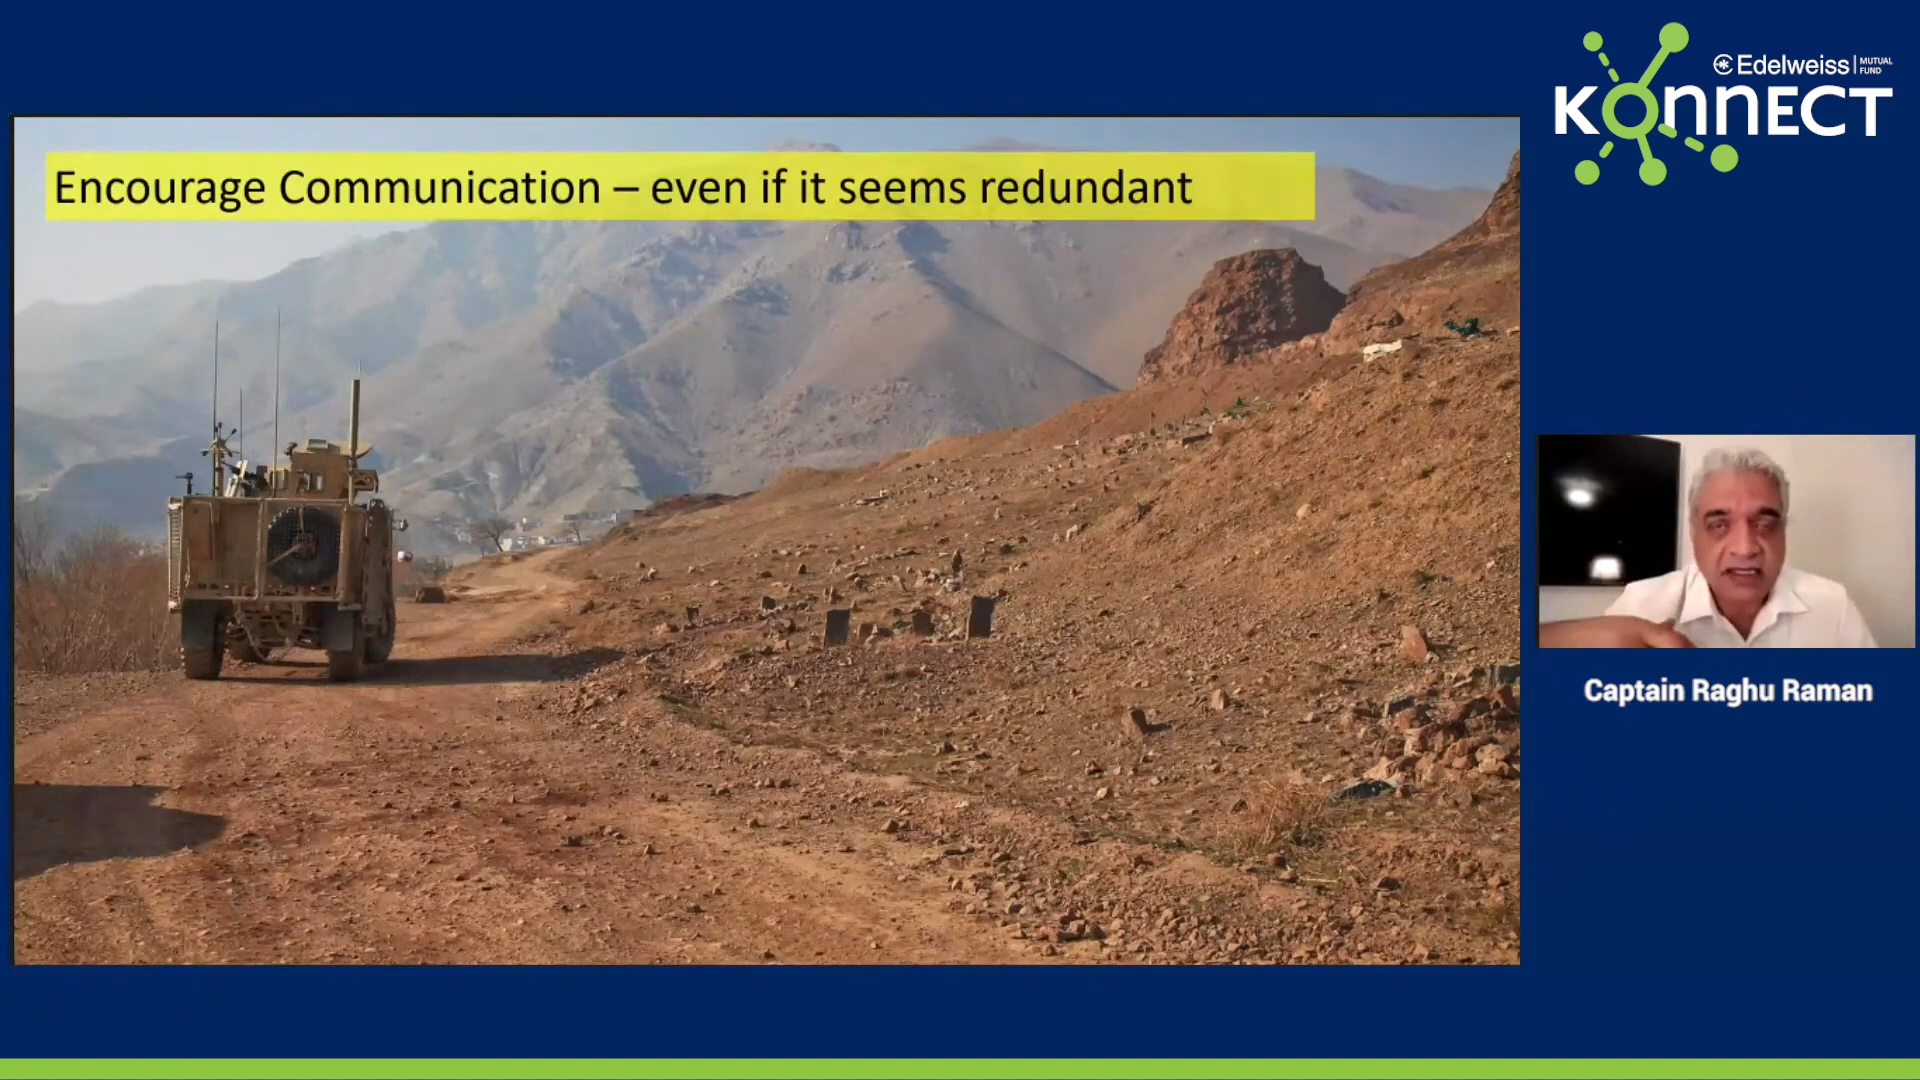 Encourage Communication – even if it seems redundant
Edelweiss
MUTUAL
FUND
KONNECT
Captain Raghu Raman